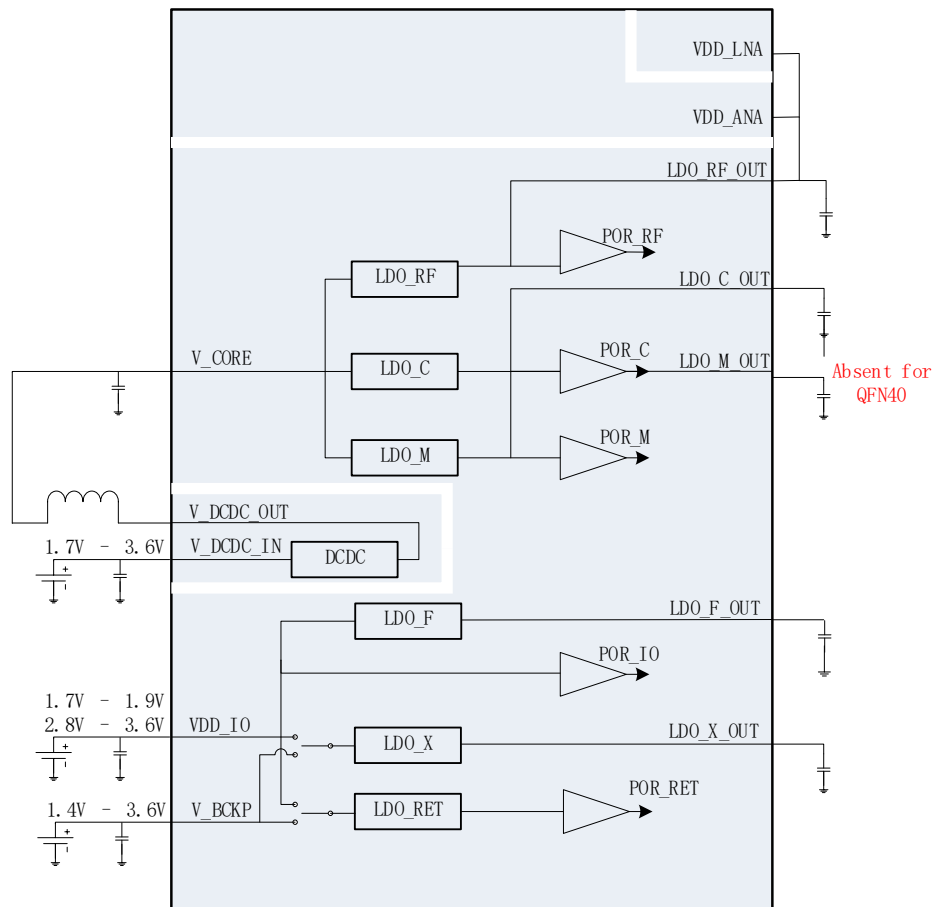 VDD_LNA
VDD_ANA
LDO_RF_OUT
POR_RF
LDO_RF
LDO_C_OUT
V_CORE
LDO_C
POR_C
LDO_M_OUT
Absent for
QFN40
LDO_M
POR_M
V_DCDC_OUT
1.7V - 3.6V
V_DCDC_IN
DCDC
+
-
LDO_F
LDO_F_OUT
POR_IO
1.7V - 1.9V
2.8V - 3.6V
VDD_IO
LDO_X
LDO_X_OUT
+
-
1.4V - 3.6V
V_BCKP
LDO_RET
POR_RET
+
-